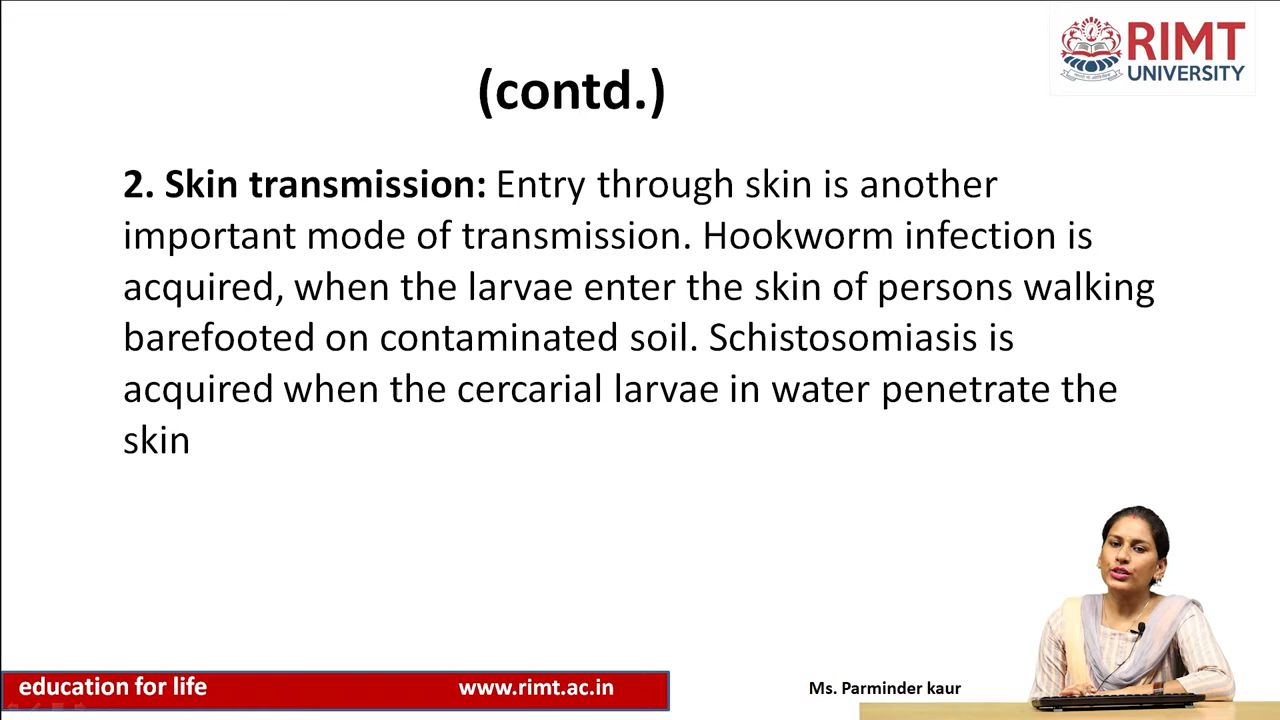 RIMT
UNIVERSITY
(contd.)
2. Skin transmission: Entry through skin is another
important mode of transmission. Hookworm infection is
acquired, when the larvae enter the skin of persons walking
barefooted on contaminated soil. Schistosomiasis is
acquired when the cercarial larvae in water penetrate the
skin
education for life www.rimt.ac.in Ms. Parminder kaur